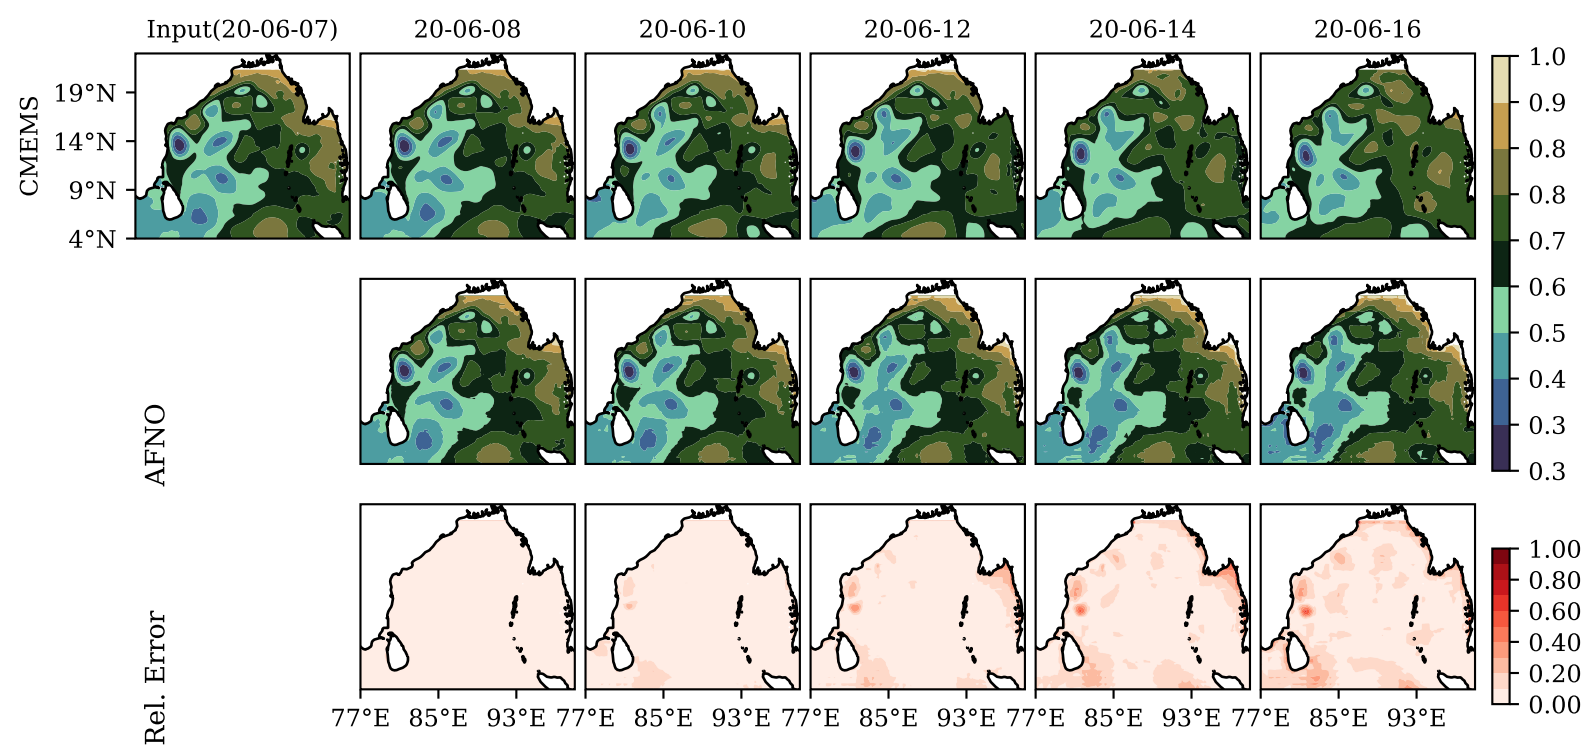 Input(20-06-07) 20-06-08 20-06-10 20-06-12 20-06-14 20-06-16
CMEMS
19°N
14°N
9°N
4°N
1.0
0.9
0.8
0.8
0.7
0.6
0.5
0.4
0.3
0.3
AFNO
Rel. Error
1.00
0.80
0.60
0.40
0.20
0.00
77°E 85°E 93°E 77°E 85°E 93°E 77°E 85°E 93°E 77°E 85°E 93°E 77°E 85°E 93°E